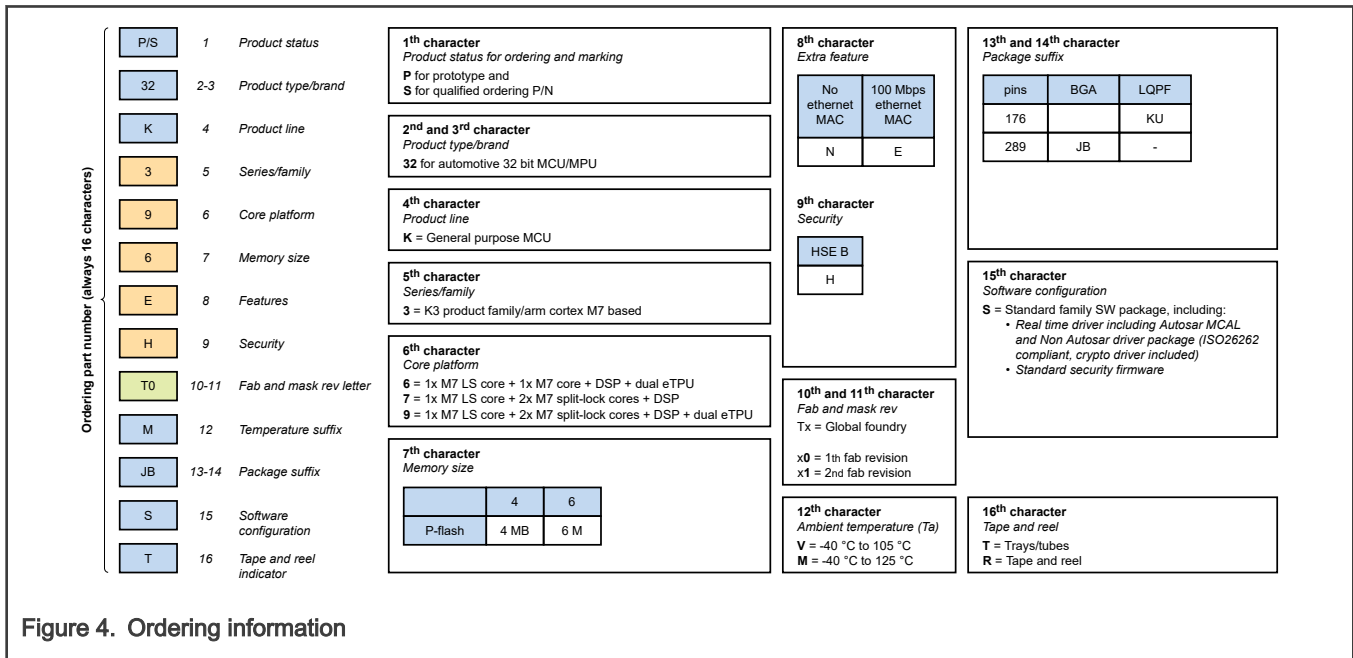 Ordering part number (always 16 characters)
P/S 1 Product status
32 2-3 Product type/brand
K 4 Product line
3 5 Series/family
9 6 Core platform
6 7 Memory size
E 8 Features
H 9 Security
T0 10-11 Fab and mask rev letter
M 12 Temperature suffix
JB 13-14 Package suffix
S 15 Software
configuration
T 16 Tape and reel
indicator
1th character
Product status for ordering and marking
P for prototype and
S for qualified ordering P/N
2nd and 3rd character
Product type/brand
32 for automotive 32 bit MCU/MPU
4th character
Product line
K = General purpose MCU
5th character
Series/family
3 = K3 product family/arm cortex M7 based
6th character
Core platform
6 = 1x M7 LS core + 1x M7 core + DSP + dual eTPU
7 = 1x M7 LS core + 2x M7 split-lock cores + DSP
9 = 1x M7 LS core + 2x M7 split-lock cores + DSP + dual eTPU
7th character
Memory size
4 6
P-flash 4 MB 6 M
8th character
Extra feature
No 100 Mbps
ethernet ethernet
MAC MAC
N E
9th character
Security
HSE B
H
10th and 11th character
Fab and mask rev
Tx = Global foundry
x0 = 1th fab revision
x1 = 2nd fab revision
12th character
Ambient temperature (Ta)
V = -40 °C to 105 °C
M = -40 °C to 125 °C
13th and 14th character
Package suffix
pins BGA LQPF
176 KU
289 JB -
15th character
Software configuration
S = Standard family SW package, including:
• Real time driver including Autosar MCAL
and Non Autosar driver package (ISO26262
compliant, crypto driver included)
• Standard security firmware
16th character
Tape and reel
T = Trays/tubes
R = Tape and reel
Figure 4. Ordering information